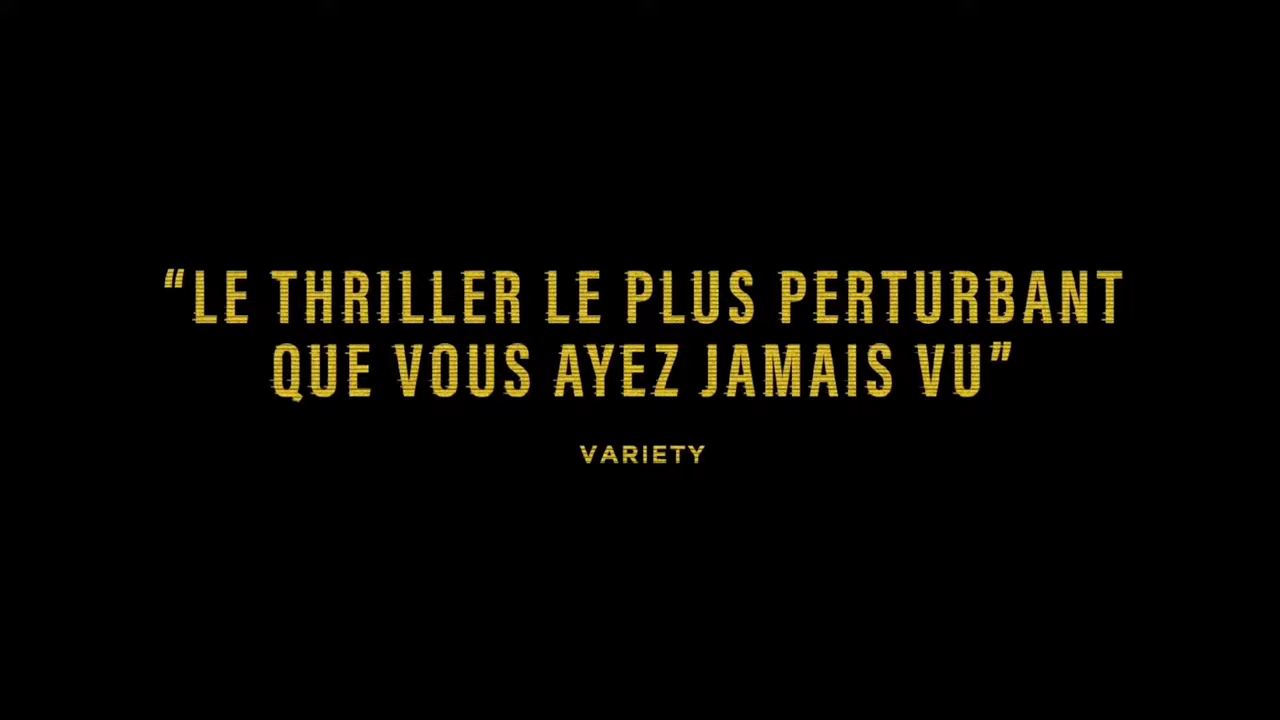 “LE THRILLER LE PLUS PERTURBANT
QUE VOUS AYEZ JAMAIS VU”
VARIETY